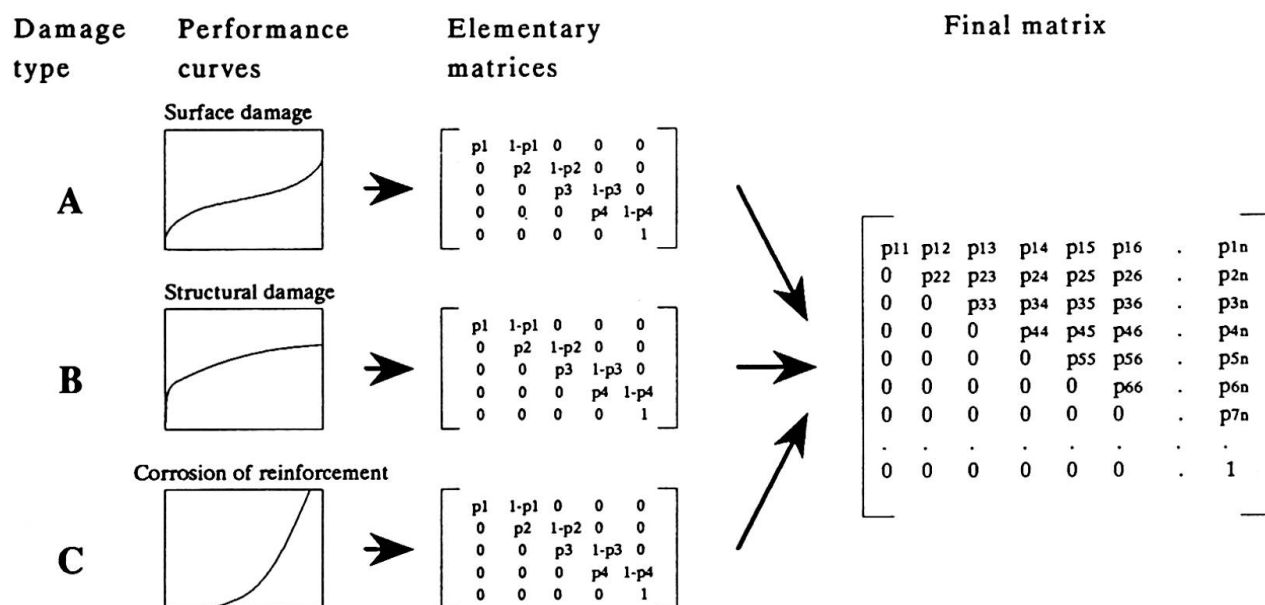 Damage type
Performance curves
Elementary matrices
Final matrix
A
Surface damage
p1 1-p1 0 0 0
0 p2 1-p2 0 0
0 0 p3 1-p3 0
0 0 0 p4 1-p4
0 0 0 0 1
B
Structural damage
p1 1-p1 0 0 0
0 p2 1-p2 0 0
0 0 p3 1-p3 0
0 0 0 p4 1-p4
0 0 0 0 1
C
Corrosion of reinforcement
p1 1-p1 0 0 0
0 p2 1-p2 0 0
0 0 p3 1-p3 0
0 0 0 p4 1-p4
0 0 0 0 1
p11 p12 p13 p14 p15 p16 . p1n
0 p22 p23 p24 p25 p26 . p2n
0 0 p33 p34 p35 p36 . p3n
0 0 0 p44 p45 p46 . p4n
0 0 0 0 p55 p56 . p5n
0 0 0 0 0 p66 . p6n
0 0 0 0 0 0 . p7n
. . . . . . . .
0 0 0 0 0 0 . 1